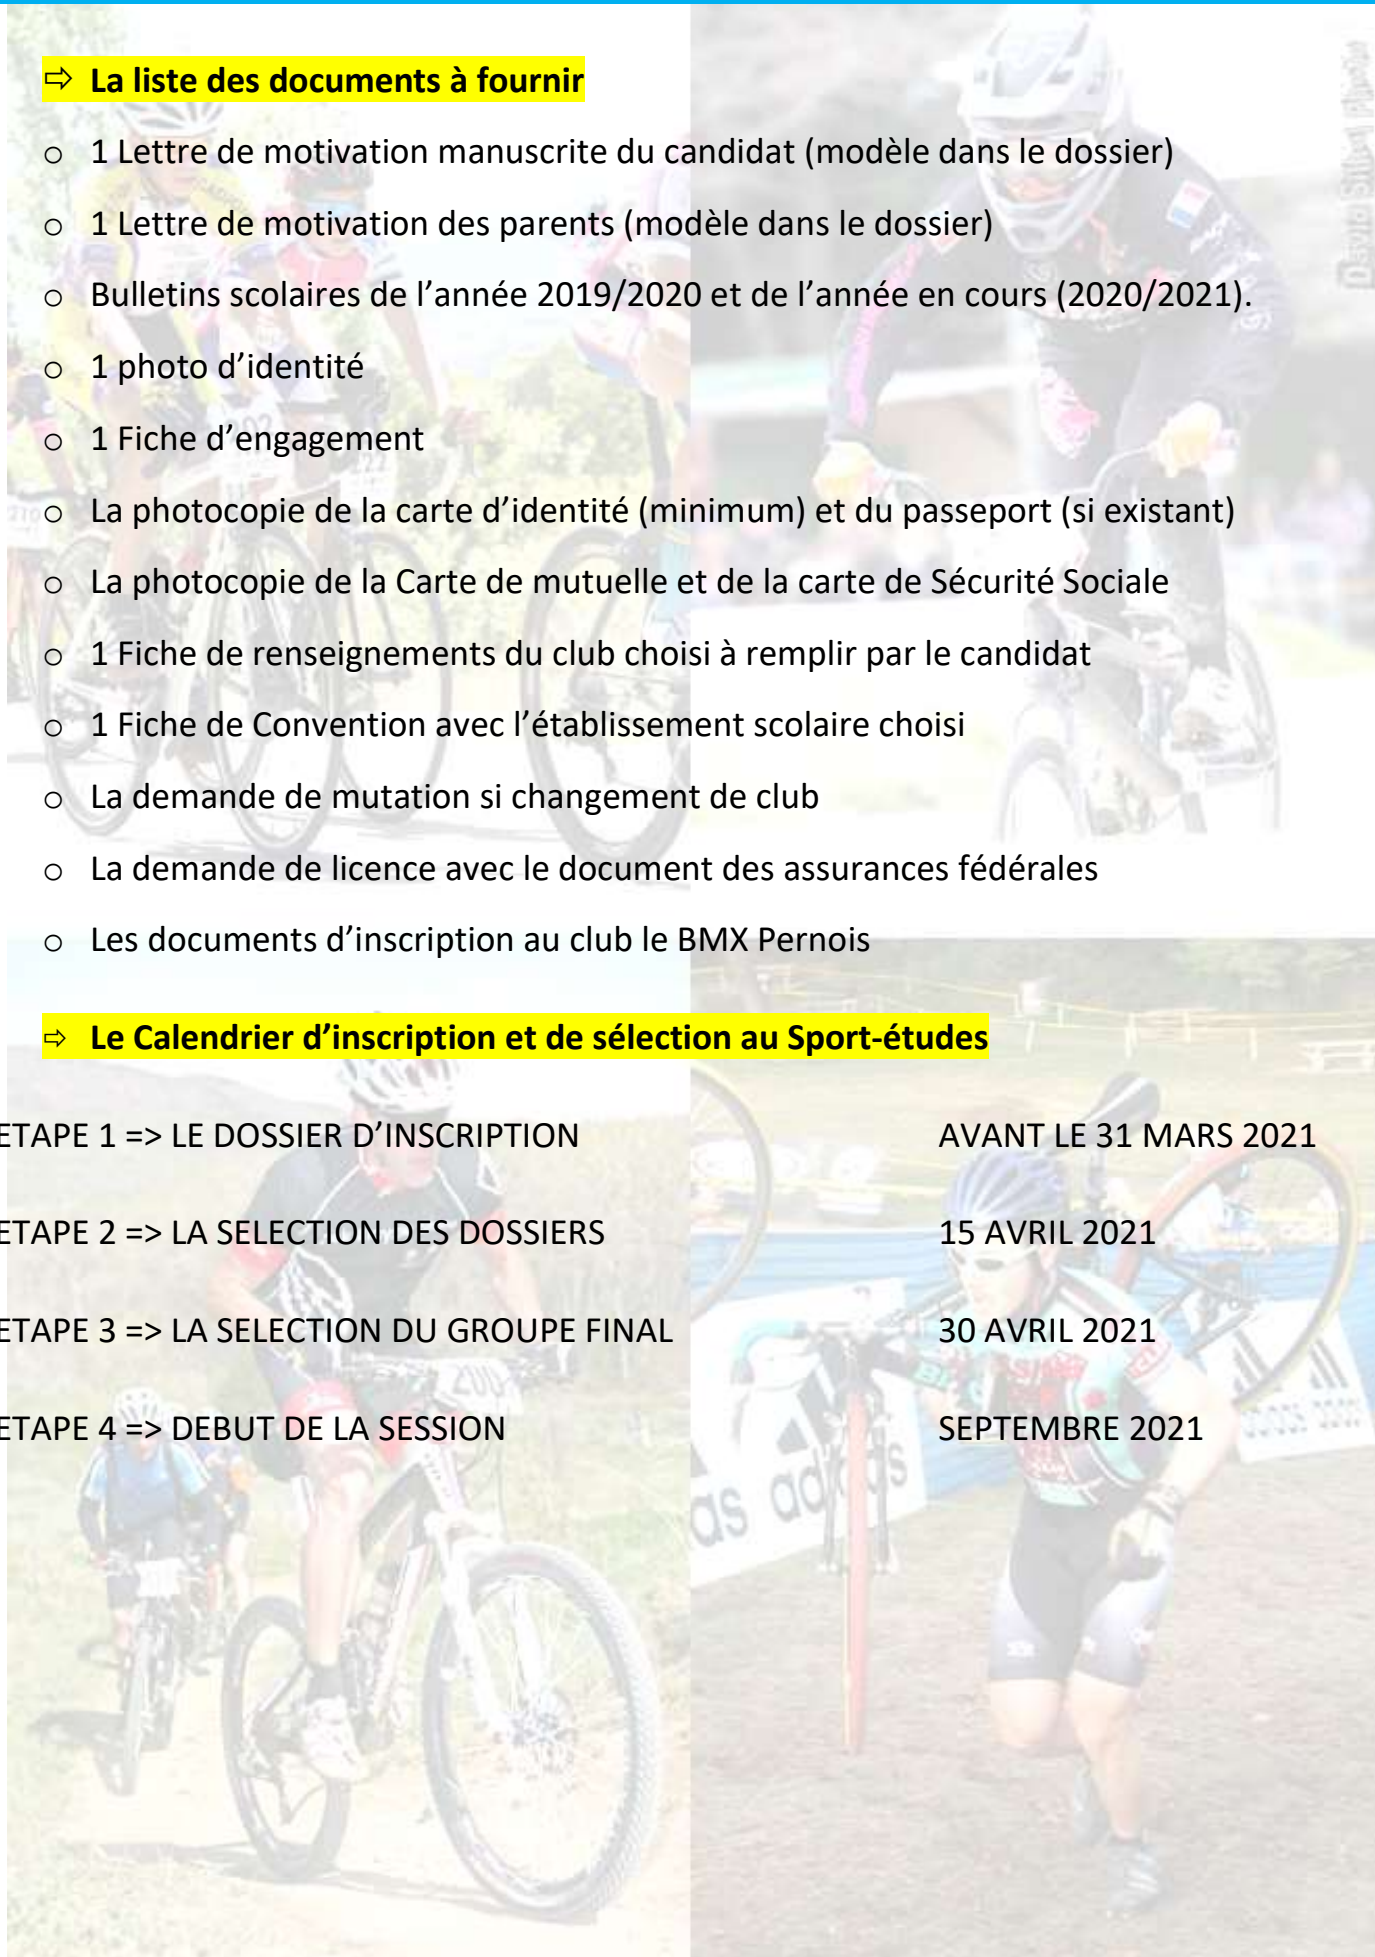 ⇨ La liste des documents à fournir
o 1 Lettre de motivation manuscrite du candidat (modèle dans le dossier)
o 1 Lettre de motivation des parents (modèle dans le dossier)
o Bulletins scolaires de l’année 2019/2020 et de l’année en cours (2020/2021).
o 1 photo d’identité
o 1 Fiche d’engagement
o La photocopie de la carte d’identité (minimum) et du passeport (si existant)
o La photocopie de la Carte de mutuelle et de la carte de Sécurité Sociale
o 1 Fiche de renseignements du club choisi à remplir par le candidat
o 1 Fiche de Convention avec l’établissement scolaire choisi
o La demande de mutation si changement de club
o La demande de licence avec le document des assurances fédérales
o Les documents d’inscription au club le BMX Pernois
⇨ Le Calendrier d’inscription et de sélection au Sport-études
ETAPE 1 => LE DOSSIER D’INSCRIPTION AVANT LE 31 MARS 2021
ETAPE 2 => LA SELECTION DES DOSSIERS 15 AVRIL 2021
ETAPE 3 => LA SELECTION DU GROUPE FINAL 30 AVRIL 2021
ETAPE 4 => DEBUT DE LA SESSION SEPTEMBRE 2021
adidas